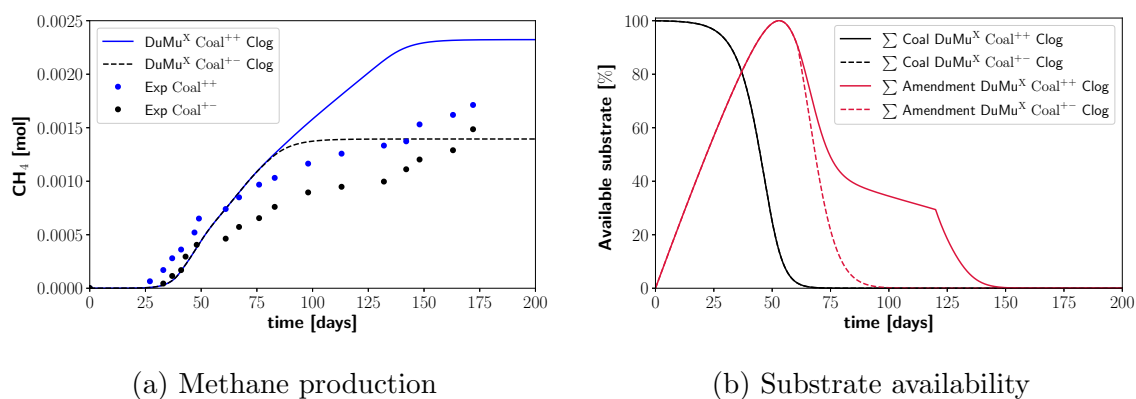 0.0025
0.0020
0.0015
0.0010
0.0005
0.0000
CH4 [mol]
DuMuX Coal++ Clog
DuMuX Coal+− Clog
Exp Coal++
Exp Coal+−
0 25 50 75 100 125 150 175 200
time [days]
(a) Methane production
100
80
60
40
20
0
Available substrate [%]
∑ Coal DuMuX Coal++ Clog
∑ Coal DuMuX Coal+− Clog
∑ Amendment DuMuX Coal++ Clog
∑ Amendment DuMuX Coal+− Clog
0 25 50 75 100 125 150 175 200
time [days]
(b) Substrate availability